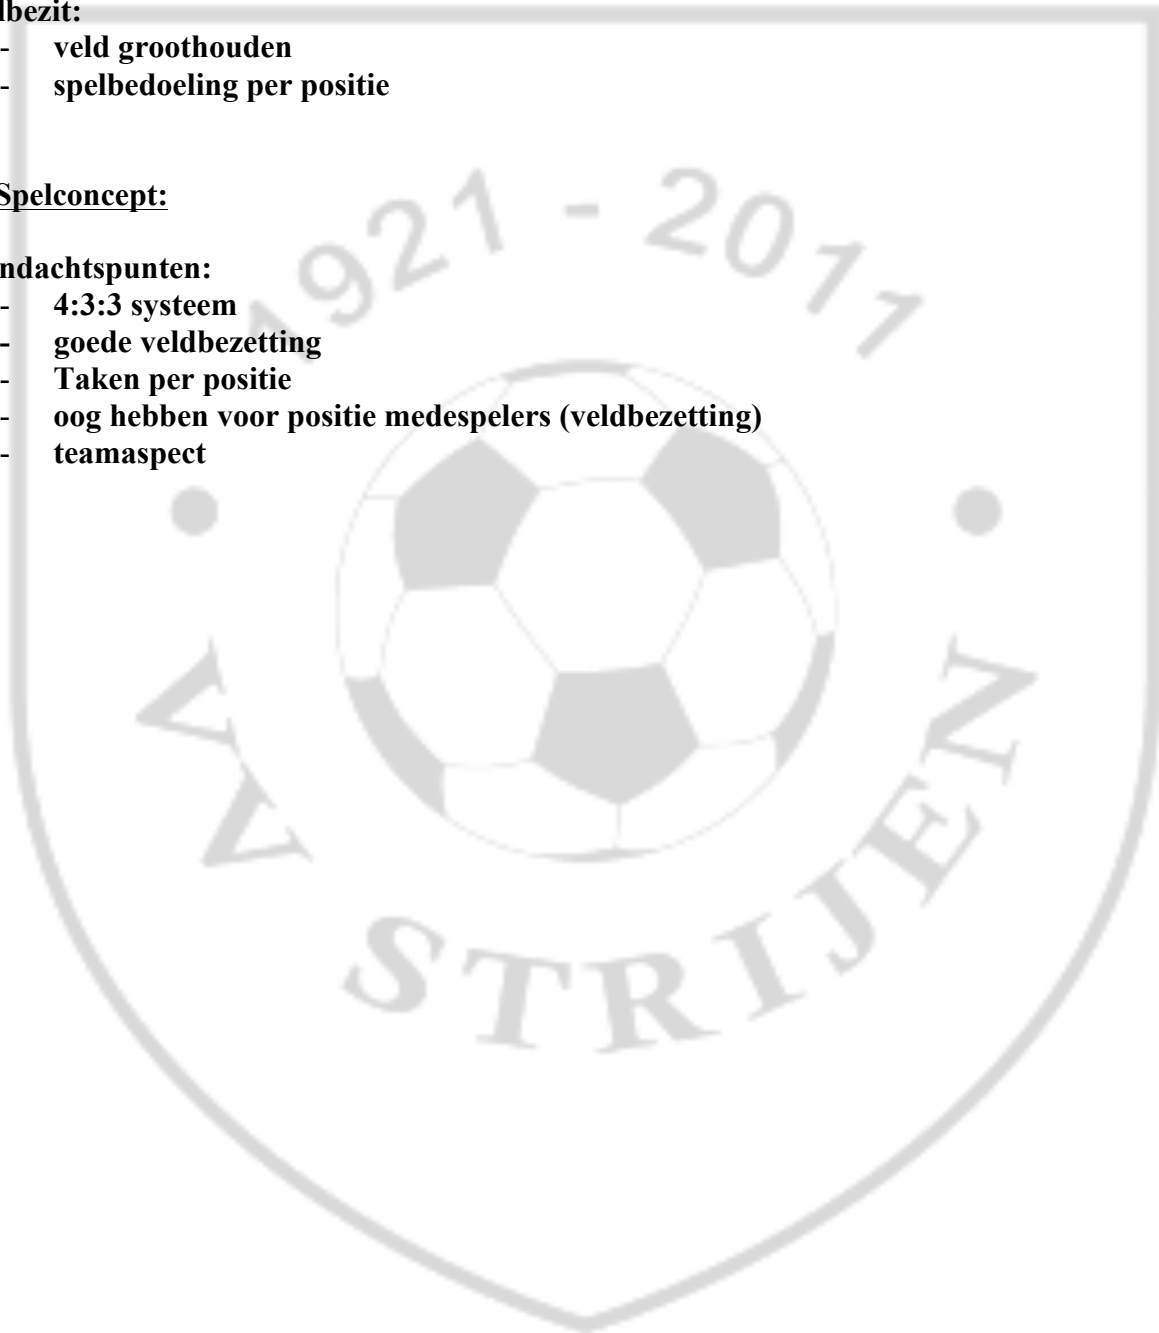 lbezit:
- veld groothouden
- spelbedoeling per positie
Spelconcept:
ndachtspunten:
- 4:3:3 systeem
- goede veldbezetting
- Taken per positie
- oog hebben voor positie medespelers (veldbezetting)
- teamaspect
1921 - 2011
VV STRIJEN